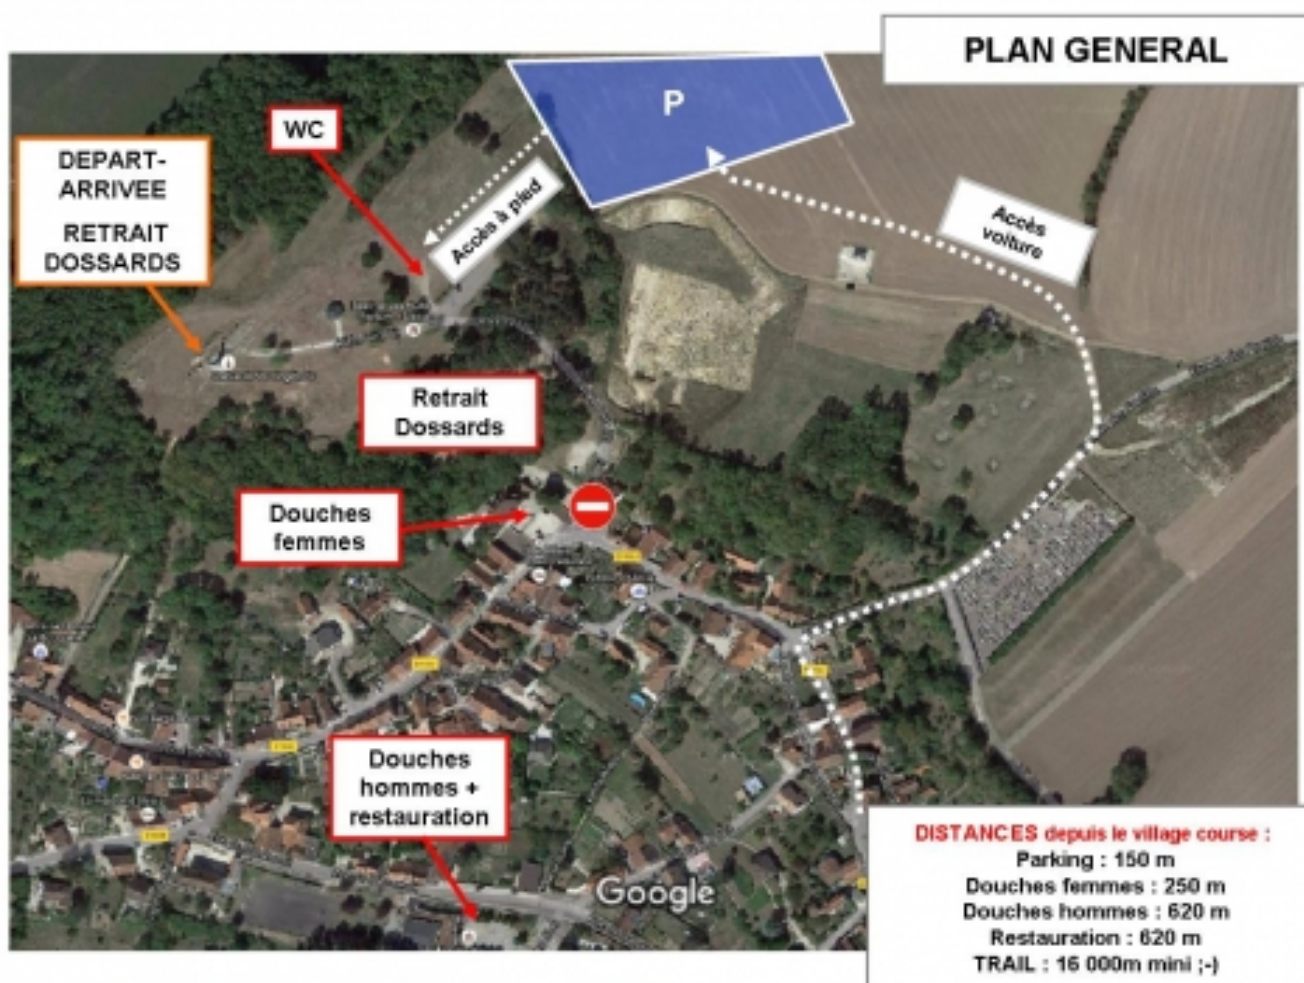 PLAN GENERAL
P
WC
DEPART-
ARRIVEE
RETRAIT
DOSSARDS
Accès à pied
Accès
voiture
Retrait
Dossards
Douches
femmes
Douches
hommes +
restauration
Google
DISTANCES depuis le village course :
Parking : 150 m
Douches femmes : 250 m
Douches hommes : 620 m
Restauration : 620 m
TRAIL : 16 000m mini ;-)